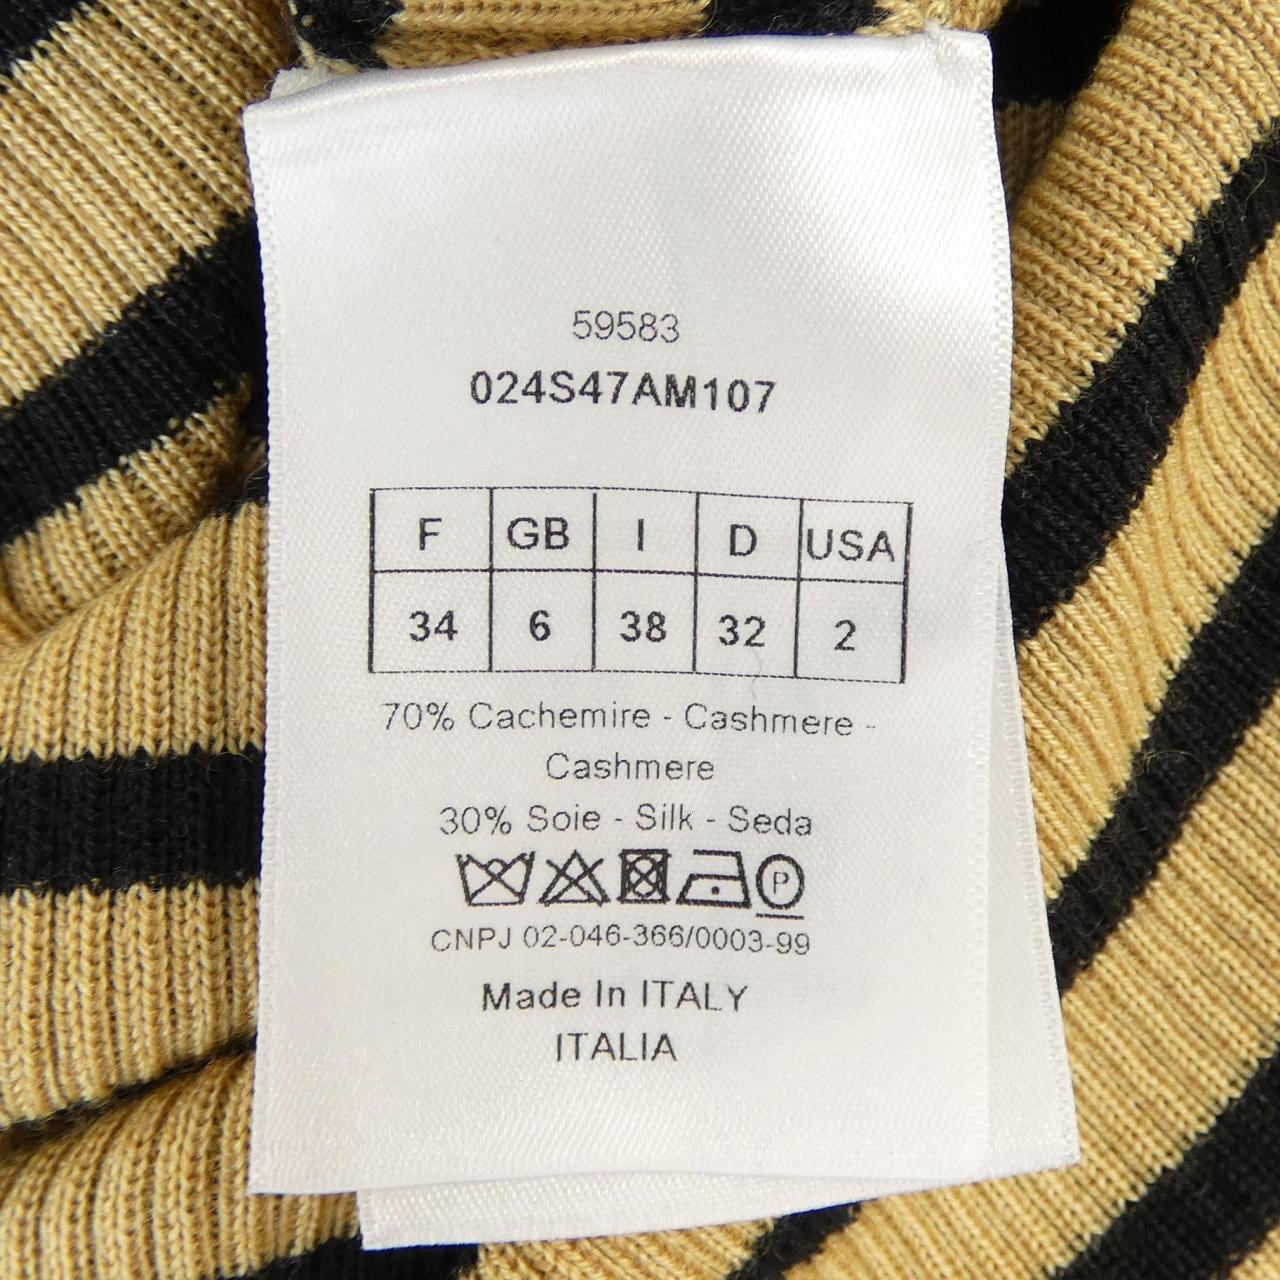 59583
024S47AM107
F GB I D USA
34 6 38 32 2
70% Cachemire - Cashmere -
Cashmere
30% Soie - Silk - Seda
P
CNPJ 02-046-366/0003-99
Made In ITALY
ITALIA